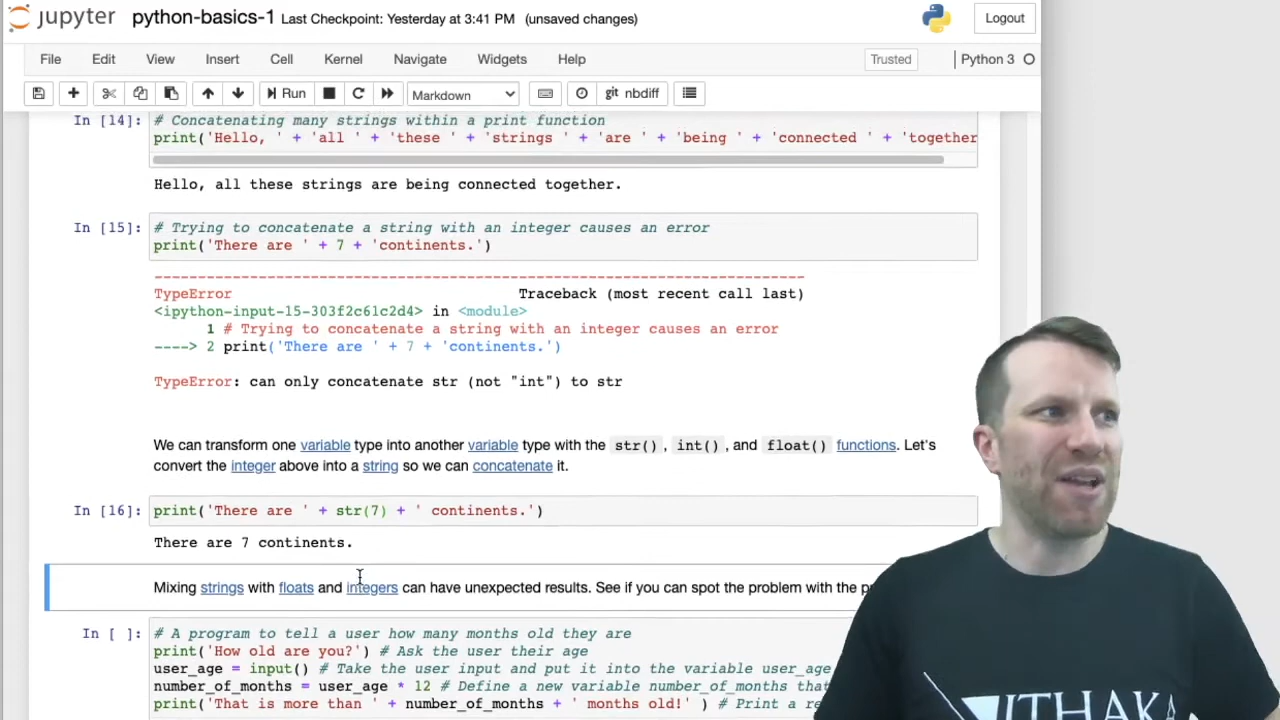 jupyter python-basics-1 Last Checkpoint: Yesterday at 3:41 PM (unsaved changes) Logout
File Edit View Insert Cell Kernel Navigate Widgets Help Trusted Python 3
Run Markdown git nbdiff
In [14]: # Concatenating many strings within a print function
print('Hello, ' + 'all ' + 'these ' + 'strings ' + 'are ' + 'being ' + 'connected ' + 'together
Hello, all these strings are being connected together.
In [15]: # Trying to concatenate a string with an integer causes an error
print('There are ' + 7 + 'continents.')
---------------------------------------------------------------------------
TypeError Traceback (most recent call last)
<ipython-input-15-303f2c61c2d4> in <module>
1 # Trying to concatenate a string with an integer causes an error
----> 2 print('There are ' + 7 + 'continents.')
TypeError: can only concatenate str (not "int") to str
We can transform one variable type into another variable type with the str(), int(), and float() functions. Let's
convert the integer above into a string so we can concatenate it.
In [16]: print('There are ' + str(7) + ' continents.')
There are 7 continents.
Mixing strings with floats and integers can have unexpected results. See if you can spot the problem with the
In [ ]: # A program to tell a user how many months old they are
print('How old are you?') # Ask the user their age
user_age = input() # Take the user input and put it into the variable user_age
number_of_months = user_age * 12 # Define a new variable number_of_months
print('That is more than ' + number_of_months + ' months old!' ) # Print a
ITHAKA